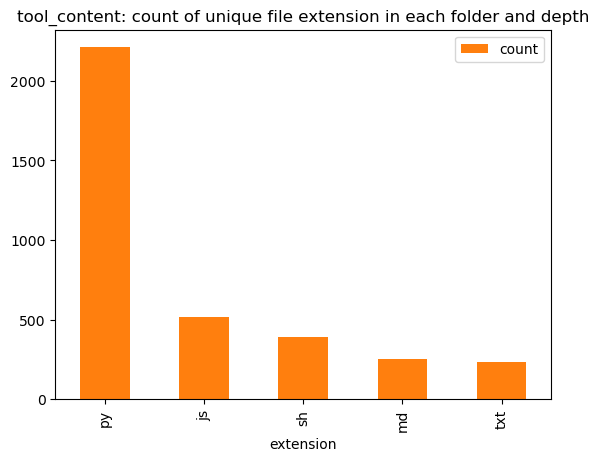 tool_content: count of unique file extension in each folder and depth
count
2000
1500
1000
500
0
py
js
sh
md
txt
extension